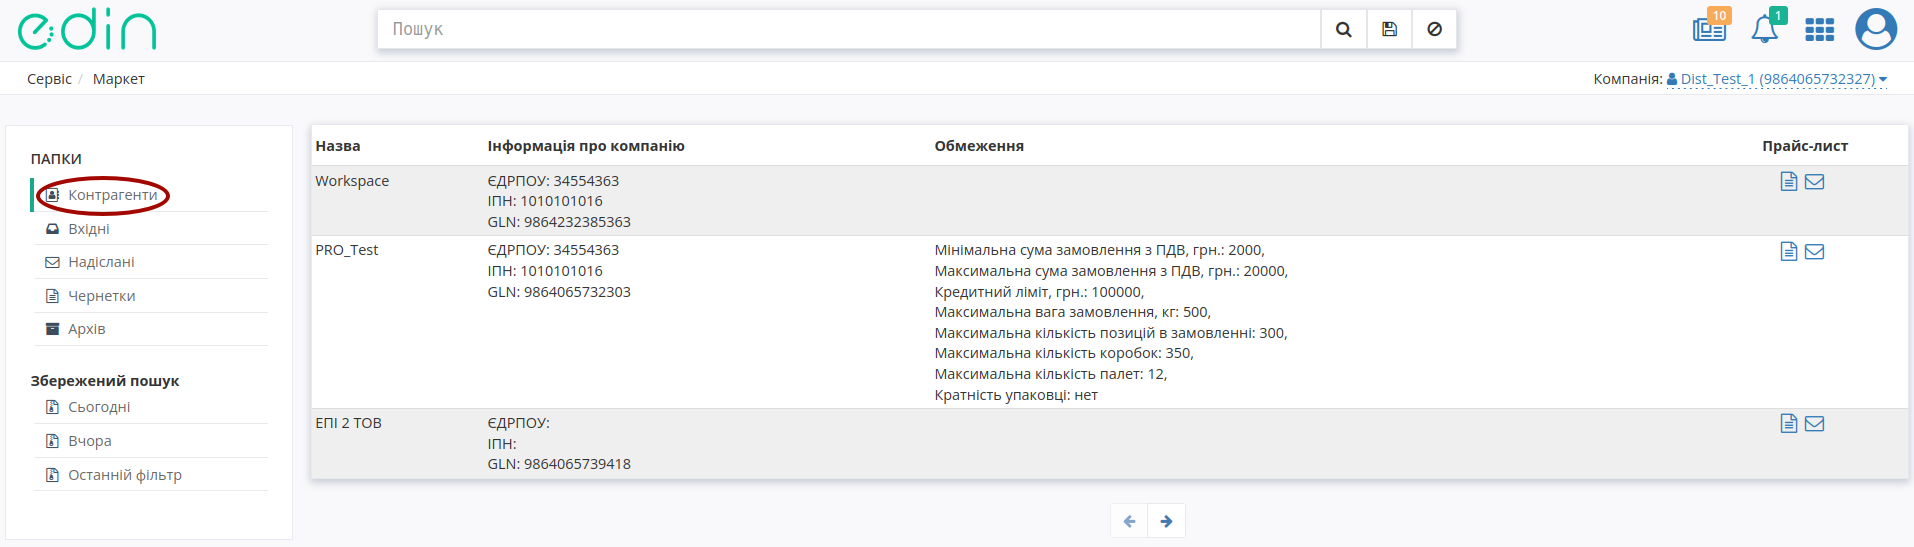 edin
Пошук
10
1
Сервіс / Маркет
Компанія: Dist_Test_1 (9864065732327)
ПАПКИ
Контрагенти
Вхідні
Надіслані
Чернетки
Архів
Збережений пошук
Сьогодні
Вчора
Останній фільтр
Назва Інформація про компанію Обмеження Прайс-лист
Workspace ЄДРПОУ: 34554363
ІПН: 1010101016
GLN: 9864232385363
PRO_Test ЄДРПОУ: 34554363 Мінімальна сума замовлення з ПДВ, грн.: 2000,
ІПН: 1010101016 Максимальна сума замовлення з ПДВ, грн.: 20000,
GLN: 9864065732303 Кредитний ліміт, грн.: 100000,
Максимальна вага замовлення, кг: 500,
Максимальна кількість позицій в замовленні: 300,
Максимальна кількість коробок: 350,
Максимальна кількість палет: 12,
Кратність упаковці: нет
ЕПІ 2 ТОВ ЄДРПОУ:
ІПН:
GLN: 9864065739418